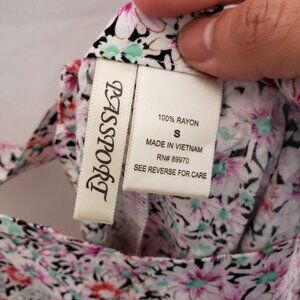 PASSPORT
100% RAYON
S
MADE IN VIETNAM
RN# 89970
SEE REVERSE FOR CARE